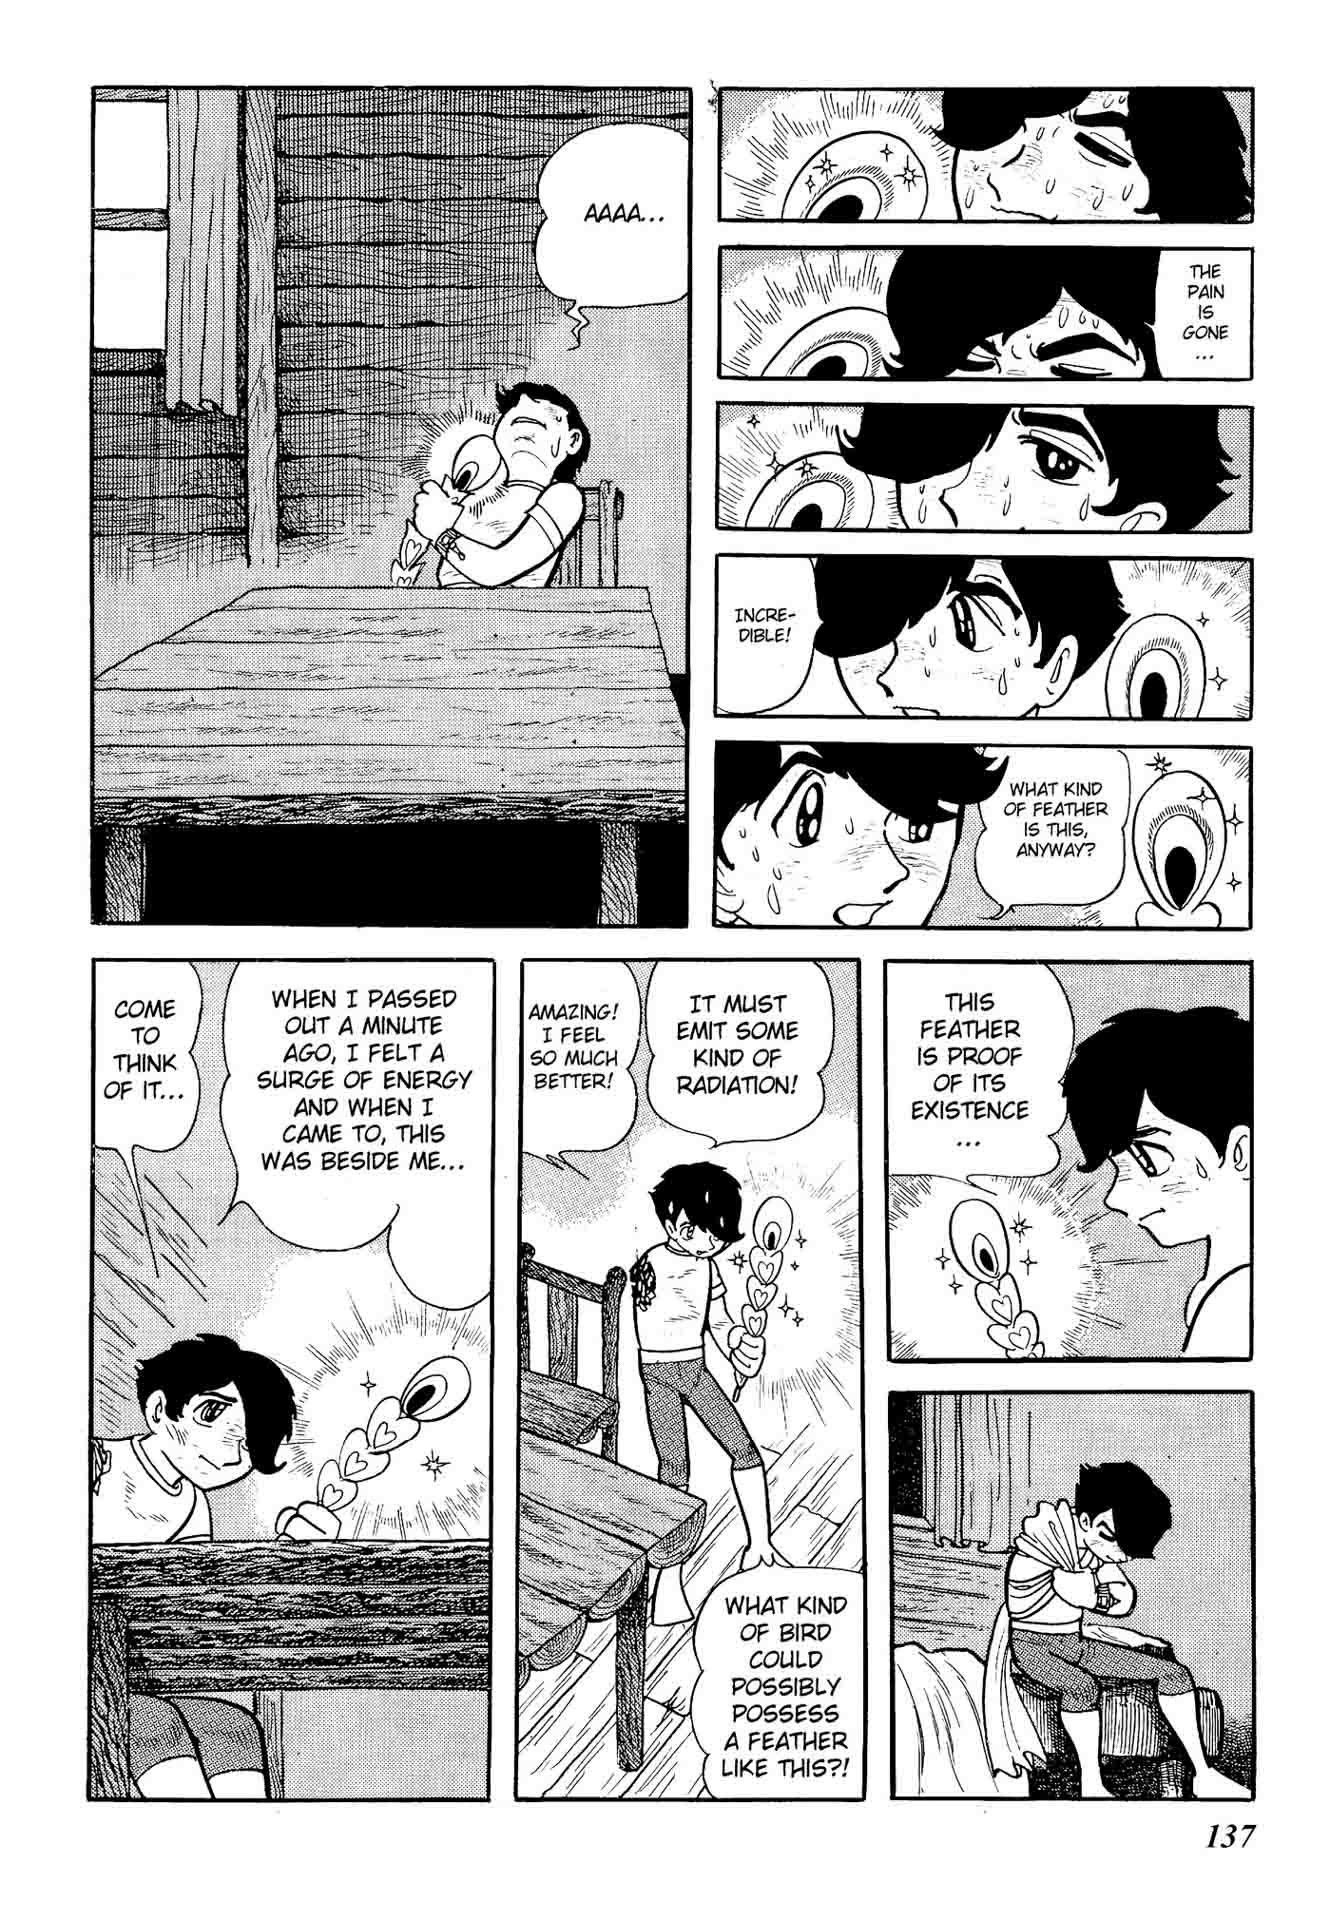 AAAA...
THE
PAIN
IS
GONE
...
INCRE-
DIBLE!
WHAT KIND
OF FEATHER
IS THIS,
ANYWAY?
COME
TO
THINK
OF IT...
WHEN I PASSED
OUT A MINUTE
AGO, I FELT A
SURGE OF ENERGY
AND WHEN I
CAME TO, THIS
WAS BESIDE ME...
AMAZING!
I FEEL
SO MUCH
BETTER!
IT MUST
EMIT SOME
KIND OF
RADIATION!
WHAT KIND
OF BIRD
COULD
POSSIBLY
POSSESS
A FEATHER
LIKE THIS?!
THIS
FEATHER
IS PROOF
OF ITS
EXISTENCE
...
137